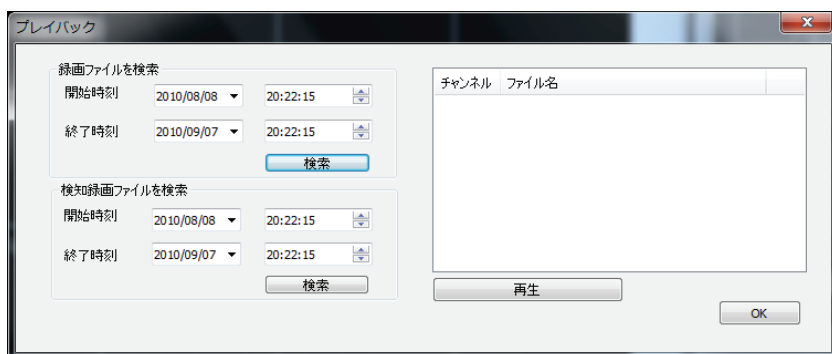 プレイバック
録画ファイルを検索
開始時刻 2010/08/08 20:22:15
終了時刻 2010/09/07 20:22:15
検索
検知録画ファイルを検索
開始時刻 2010/08/08 20:22:15
終了時刻 2010/09/07 20:22:15
検索
チャンネル ファイル名
再生
OK